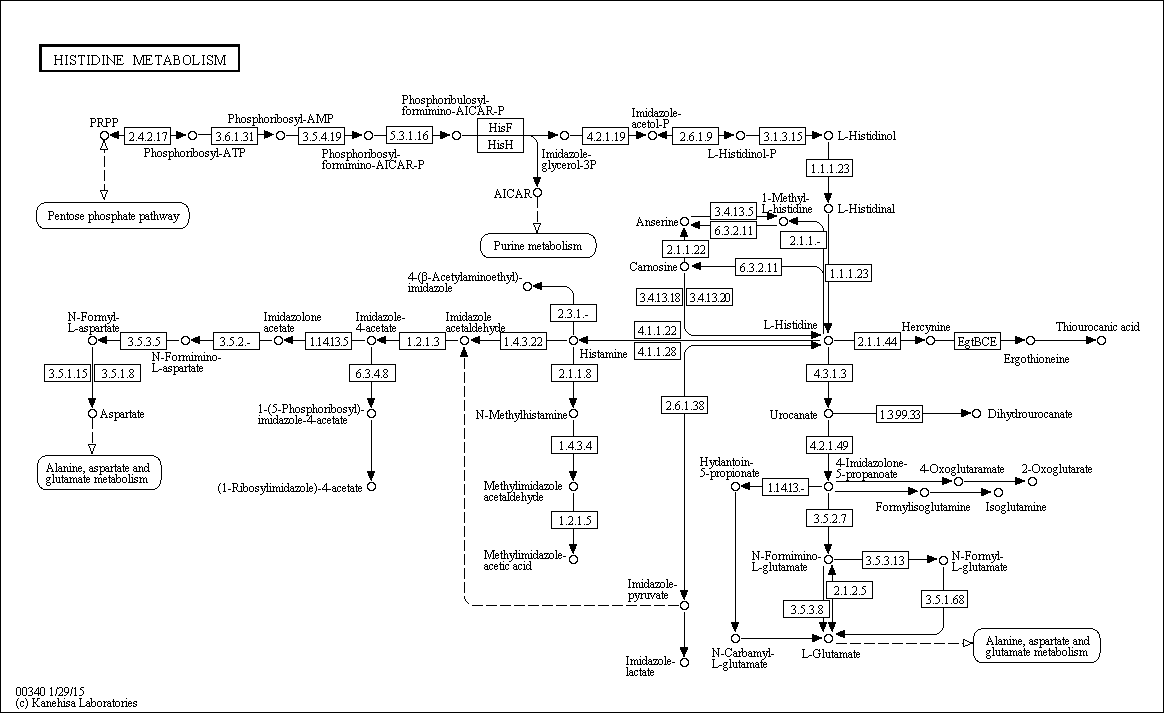 HISTIDINE METABOLISM
Phosphoribulosyl-
formimino-AICAR-P
PRPP
Phosphoribosyl-AMP
Imidazole-
acetol-P
2.4.2.17
3.6.1.31
3.5.4.19
5.3.1.16
HisF
HisH
4.2.1.19
2.6.1.9
3.1.3.15
L-Histidinol
Phosphoribosyl-ATP
Phosphoribosyl-
formimino-AICAR-P
Imidazole-
glycerol-3P
L-Histidinol-P
1.1.1.23
AICAR
Pentose phosphate pathway
Purine metabolism
1-Methyl-
L-histidine
L-Histidinal
Anserine
3.4.13.5
6.3.2.11
2.1.1.-
2.1.1.22
Carnosine
6.3.2.11
1.1.1.23
4-(β-Acetylaminoethyl)-
imidazole
3.4.13.18
3.4.13.20
2.3.1.-
N-Formyl-
L-aspartate
Imidazolone
acetate
Imidazole-
4-acetate
Imidazole
acetaldehyde
4.1.1.22
L-Histidine
Hercynine
Thiourocanic acid
3.5.3.5
3.5.2.-
1.14.13.5
1.2.1.3
1.4.3.22
Histamine
4.1.1.28
2.1.1.44
EgtBCE
Ergothioneine
N-Formimino-
L-aspartate
3.5.1.15
3.5.1.8
6.3.4.8
2.1.1.8
4.3.1.3
2.6.1.38
Aspartate
1-(5-Phosphoribosyl)-
imidazole-4-acetate
N-Methylhistamine
Urocanate
1.3.99.33
Dihydrourocanate
1.4.3.4
4.2.1.49
Alanine, aspartate and
glutamate metabolism
(1-Ribosylimidazole)-4-acetate
Methylimidazole
acetaldehyde
Hydantoin-
5-propionate
4-Imidazolone-
5-propanoate
4-Oxoglutaramate
2-Oxoglutarate
1.14.13.-
Formylisoglutamine
Isoglutamine
1.2.1.5
3.5.2.7
Methylimidazole-
acetic acid
N-Formimino-
L-glutamate
3.5.3.13
N-Formyl-
L-glutamate
Imidazole-
pyruvate
2.1.2.5
3.5.3.8
3.5.1.68
N-Carbamyl-
L-glutamate
L-Glutamate
Alanine, aspartate and
glutamate metabolism
Imidazole-
lactate
00340 1/29/15
(c) Kanehisa Laboratories